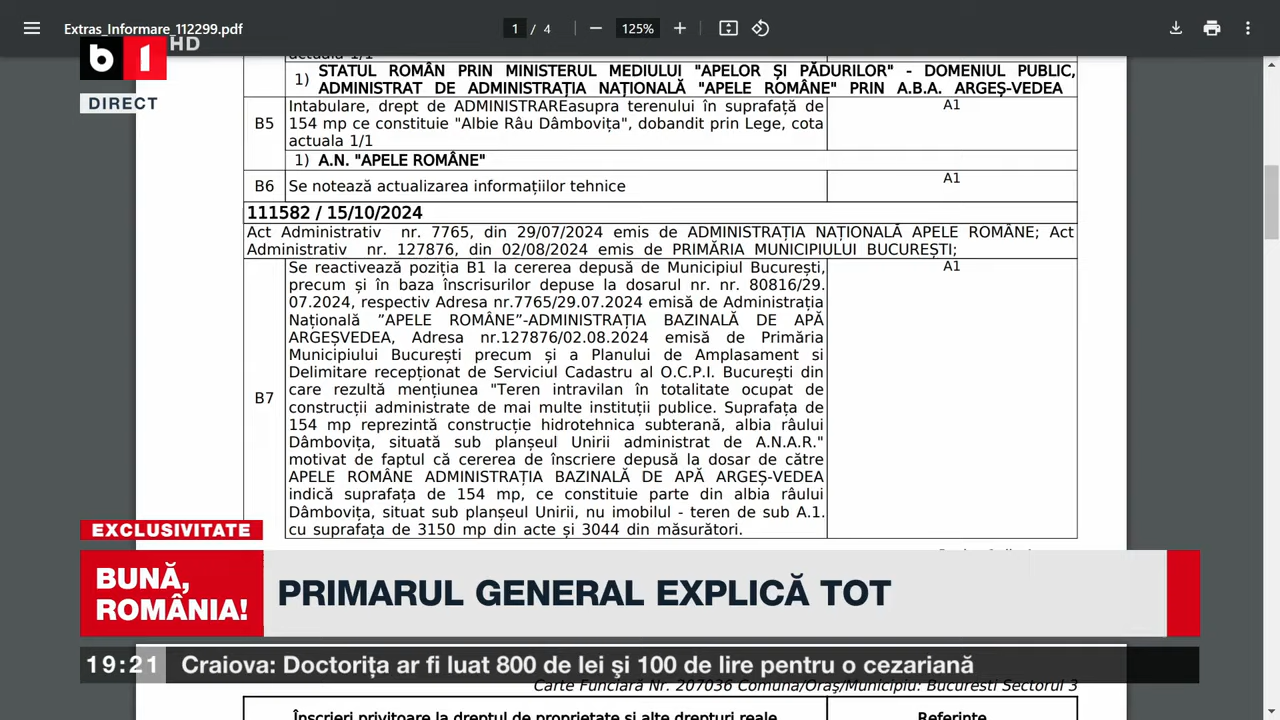 Extras_Informare_112299.pdf
1 / 4
125%
b1 HD
DIRECT
actuala 1/1
1) STATUL ROMÂN PRIN MINISTERUL MEDIULUI "APELOR ȘI PĂDURILOR" - DOMENIUL PUBLIC,
ADMINISTRAT DE ADMINISTRAȚIA NAȚIONALĂ "APELE ROMÂNE" PRIN A.B.A. ARGEȘ-VEDEA
B5
Intabulare, drept de ADMINISTRAREasupra terenului în suprafață de
154 mp ce constituie "Albie Râu Dâmbovița", dobandit prin Lege, cota
actuala 1/1
A1
1) A.N. "APELE ROMÂNE"
B6
Se notează actualizarea informațiilor tehnice
A1
111582 / 15/10/2024
Act Administrativ nr. 7765, din 29/07/2024 emis de ADMINISTRAȚIA NAȚIONALĂ APELE ROMÂNE; Act
Administrativ nr. 127876, din 02/08/2024 emis de PRIMĂRIA MUNICIPIULUI BUCUREȘTI;
B7
Se reactivează poziția B1 la cererea depusă de Municipiul București,
precum și în baza înscrisurilor depuse la dosarul nr. nr. 80816/29.
07.2024, respectiv Adresa nr.7765/29.07.2024 emisă de Administrația
Națională ”APELE ROMÂNE”-ADMINISTRAȚIA BAZINALĂ DE APĂ
ARGEȘVEDEA, Adresa nr.127876/02.08.2024 emisă de Primăria
Municipiului București precum și a Planului de Amplasament si
Delimitare recepționat de Serviciul Cadastru al O.C.P.I. București din
care rezultă mențiunea "Teren intravilan în totalitate ocupat de
construcții administrate de mai multe instituții publice. Suprafața de
154 mp reprezintă construcție hidrotehnica subterană, albia râului
Dâmbovița, situată sub planșeul Unirii administrat de A.N.A.R."
motivat de faptul că cererea de înscriere depusă la dosar de către
APELE ROMÂNE ADMINISTRAȚIA BAZINALĂ DE APĂ ARGEȘ-VEDEA
indică suprafața de 154 mp, ce constituie parte din albia râului
Dâmbovița, situat sub planșeul Unirii, nu imobilul - teren de sub A.1.
cu suprafața de 3150 mp din acte și 3044 din măsurători.
A1
EXCLUSIVITATE
BUNĂ,
ROMÂNIA!
PRIMARUL GENERAL EXPLICĂ TOT
19:21 Craiova: Doctorița ar fi luat 800 de lei și 100 de lire pentru o cezariană
Carte Funciară Nr. 207036 Comuna/Oraș/Municipiu: Bucuresti Sectorul 3
Înscrieri privitoare la dreptul de proprietate și alte drepturi reale
Referințe